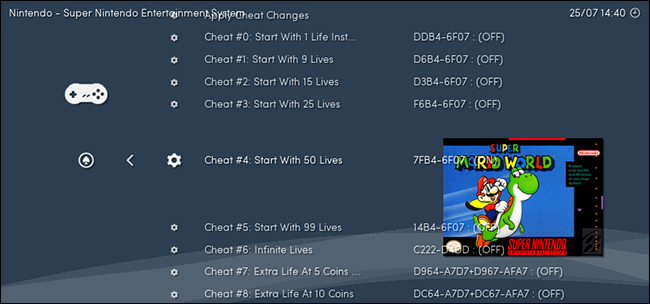 Nintendo - Super Nintendo Entertainment System
25/07 14:40
Apply Cheat Changes
Cheat #0: Start With 1 Life Inst... DDB4-6F07 : (OFF)
Cheat #1: Start With 9 Lives D6B4-6F07 : (OFF)
Cheat #2: Start With 15 Lives D3B4-6F07 : (OFF)
Cheat #3: Start With 25 Lives F6B4-6F07 : (OFF)
Cheat #4: Start With 50 Lives 7FB4-6F07 : (ON)
SUPER
MARIO WORLD
Nintendo
SUPER NINTENDO
Cheat #5: Start With 99 Lives 14B4-6F07 : (OFF)
Cheat #6: Infinite Lives C222-D4DD : (OFF)
Cheat #7: Extra Life At 5 Coins ... D964-A7D7+D967-AFA7 : (OFF)
Cheat #8: Extra Life At 10 Coins DC64-A7D7+DC67-AFA7 : (OFF)